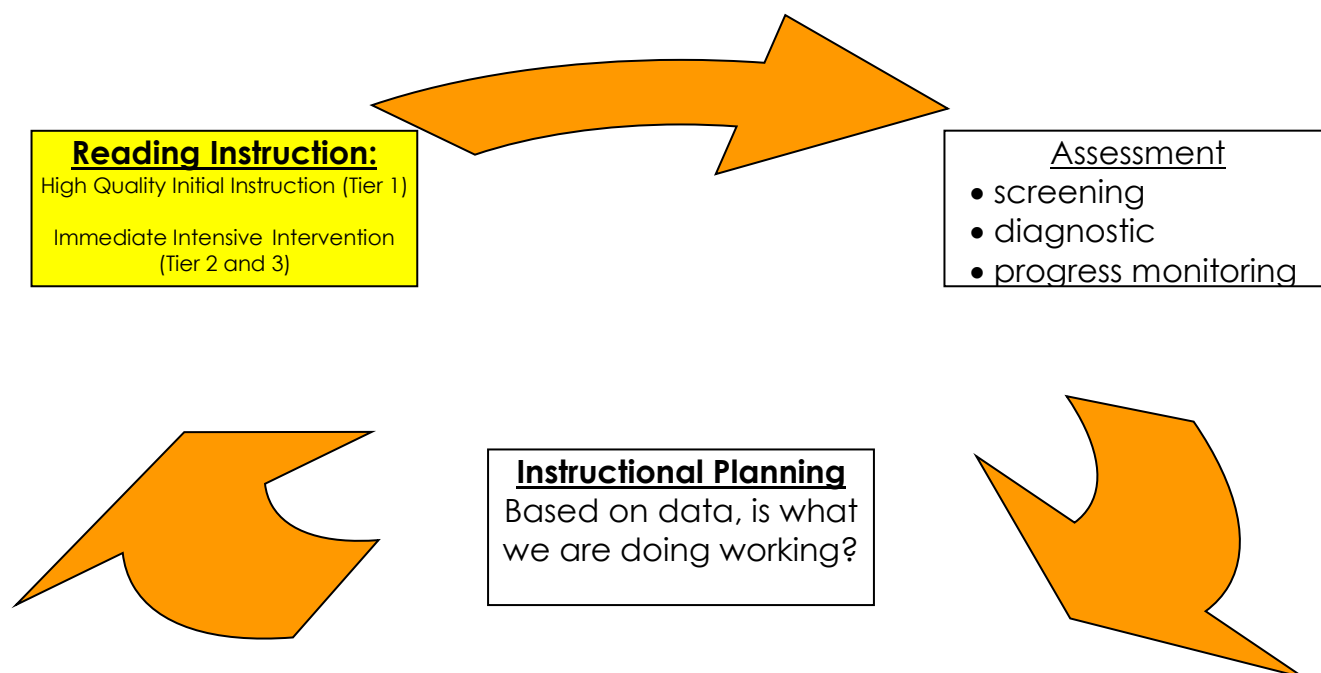 Reading Instruction:
High Quality Initial Instruction (Tier 1)
Immediate Intensive Intervention
(Tier 2 and 3)
Assessment
• screening
• diagnostic
• progress monitoring
Instructional Planning
Based on data, is what
we are doing working?